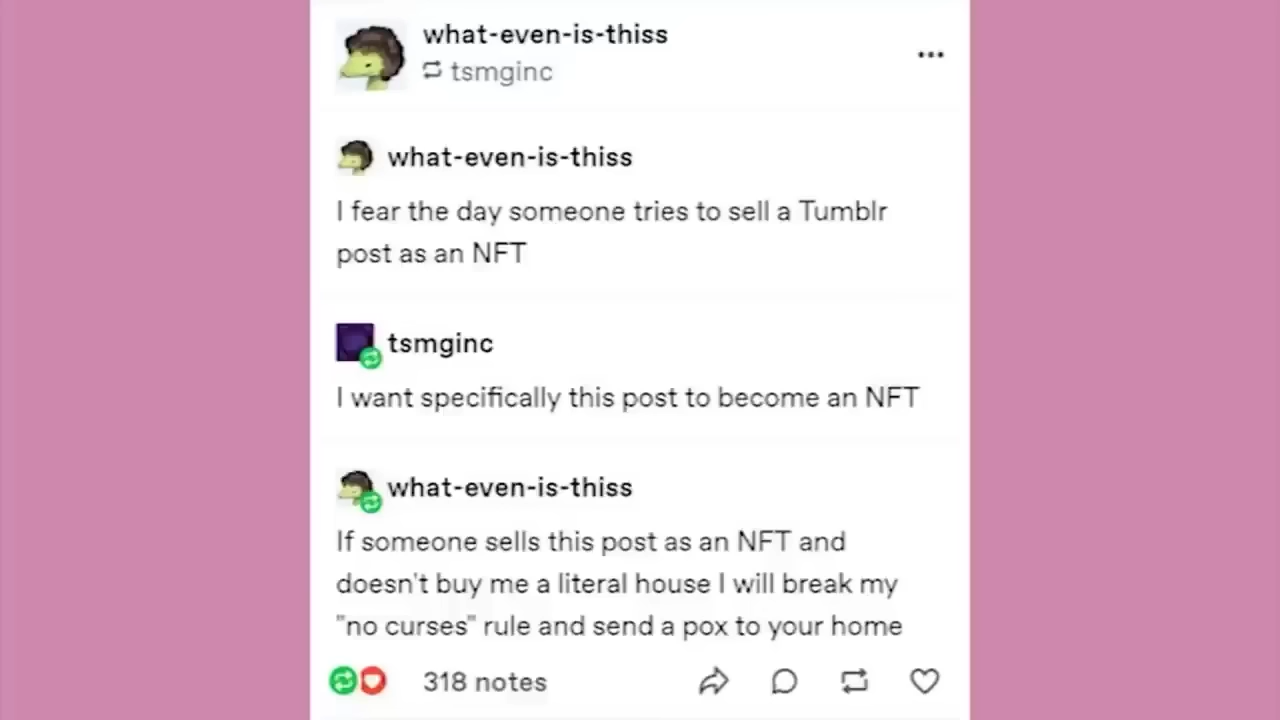 what-even-is-thiss
tsmginc
what-even-is-thiss
I fear the day someone tries to sell a Tumblr
post as an NFT
tsmginc
I want specifically this post to become an NFT
what-even-is-thiss
If someone sells this post as an NFT and
doesn't buy me a literal house I will break my
"no curses" rule and send a pox to your home
318 notes